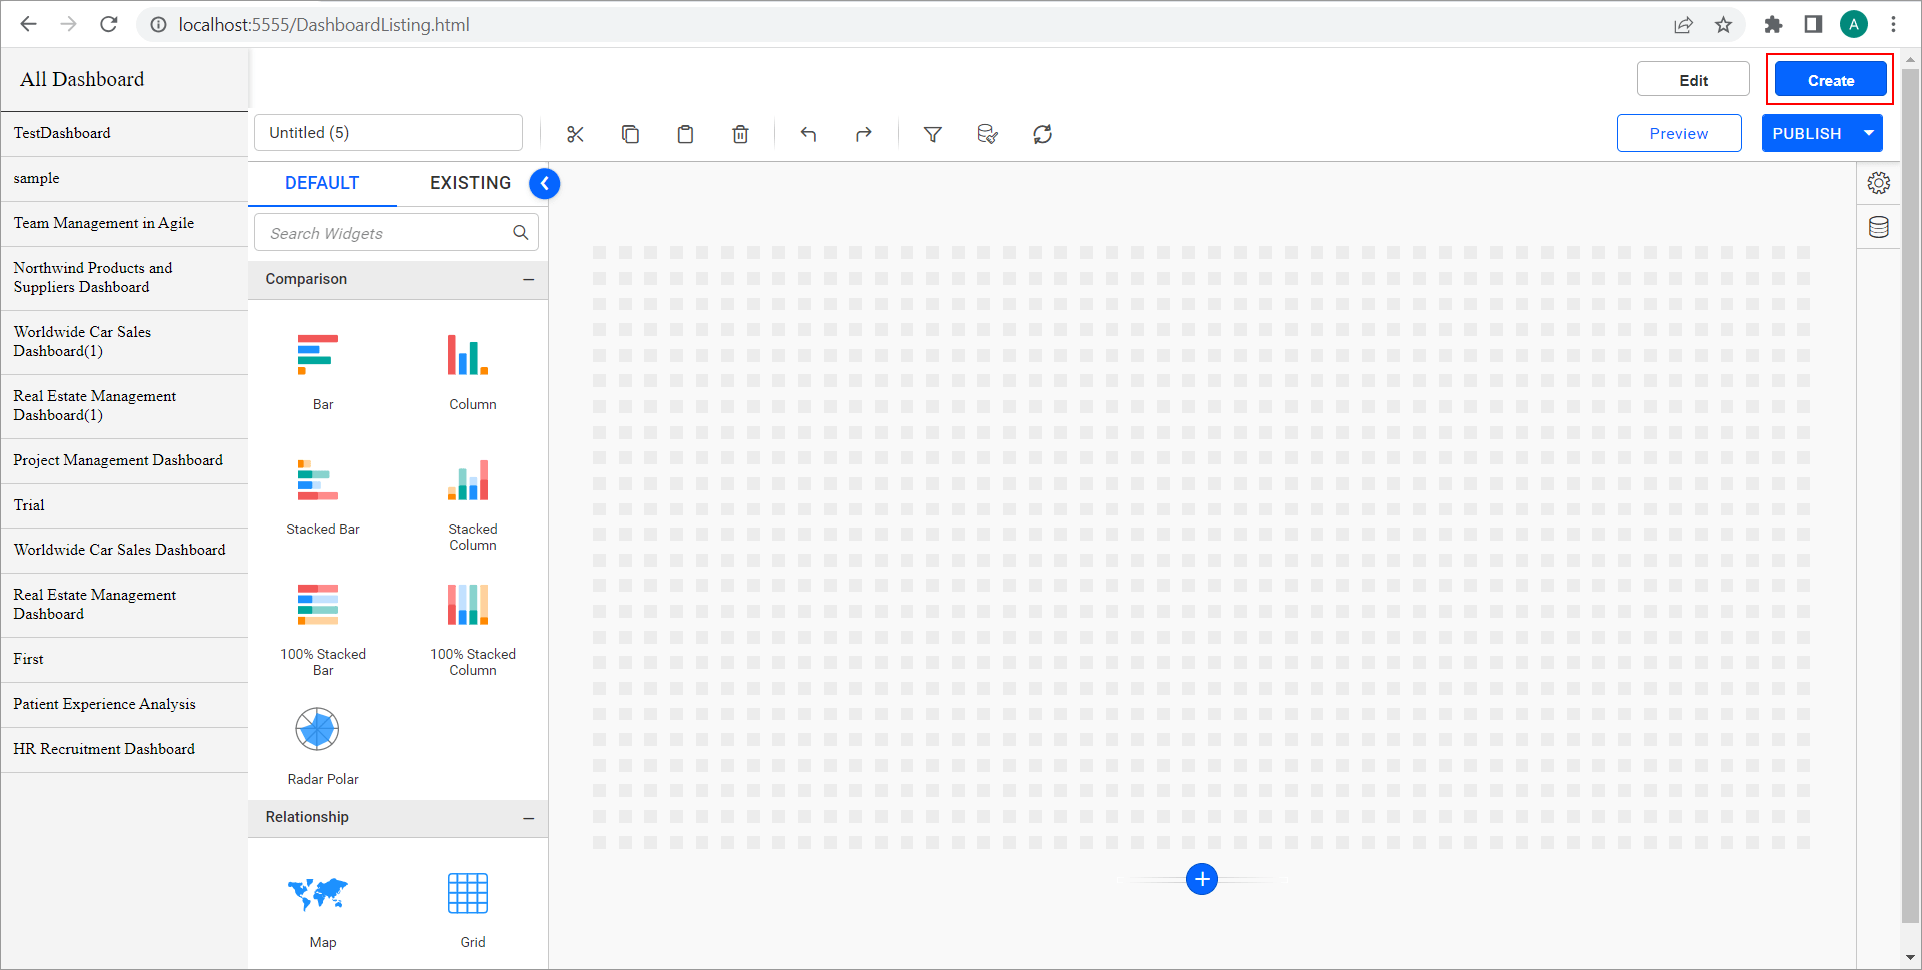 localhost:5555/DashboardListing.html
A
All Dashboard
Edit
Create
TestDashboard
sample
Team Management in Agile
Northwind Products and
Suppliers Dashboard
Worldwide Car Sales
Dashboard(1)
Real Estate Management
Dashboard(1)
Project Management Dashboard
Trial
Worldwide Car Sales Dashboard
Real Estate Management
Dashboard
First
Patient Experience Analysis
HR Recruitment Dashboard
Untitled (5)
Preview
PUBLISH
DEFAULT
EXISTING
Search Widgets
Comparison
Bar
Column
Stacked Bar
Stacked
Column
100% Stacked
Bar
100% Stacked
Column
Radar Polar
Relationship
Map
Grid